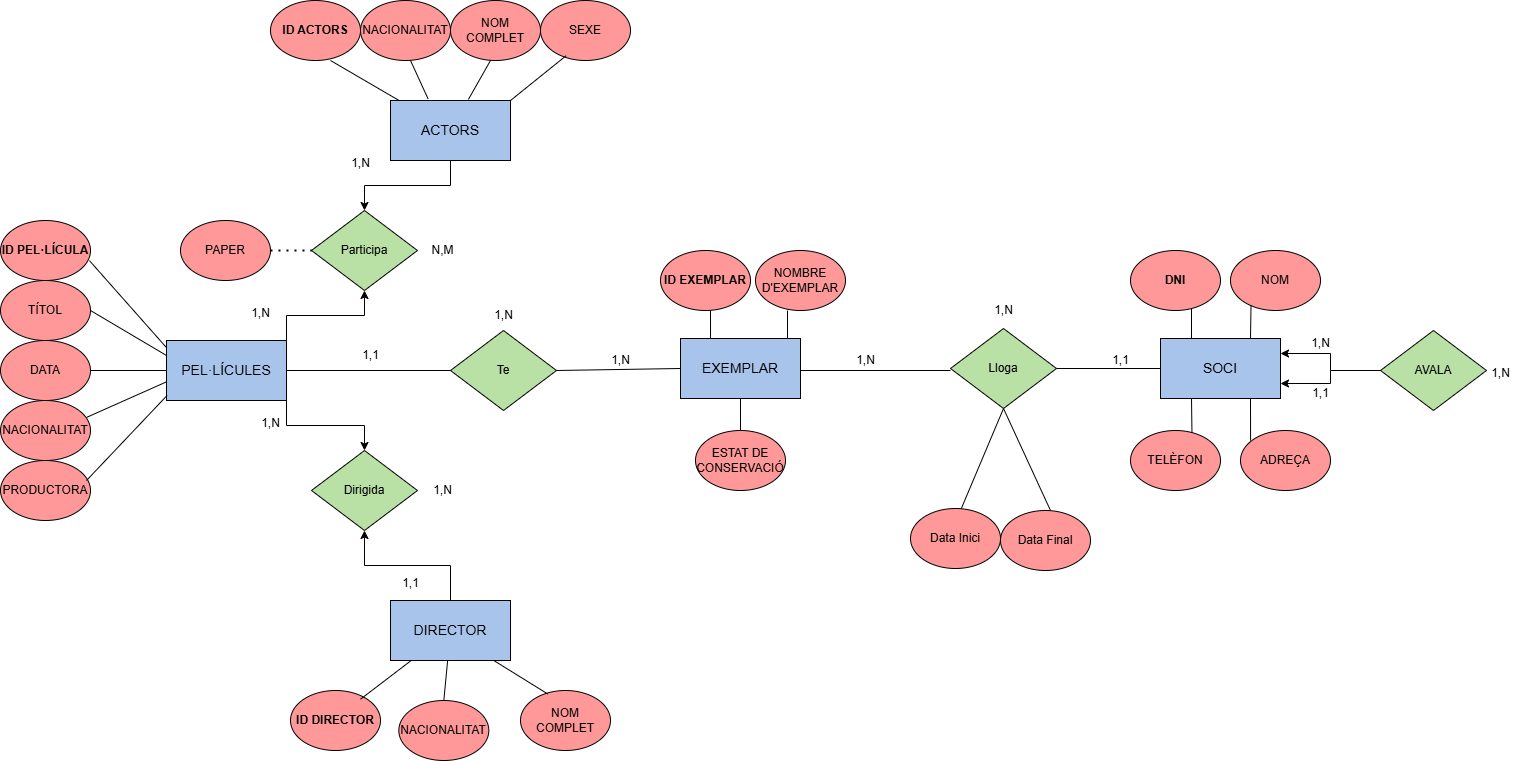 ID ACTORS
NACIONALITAT
NOM
COMPLET
SEXE
ACTORS
1,N
ID PEL·LÍCULA
PAPER
Participa
N,M
TÍTOL
1,N
DATA
PEL·LÍCULES
NACIONALITAT
PRODUCTORA
1,1
1,N
Te
1,N
ID EXEMPLAR
NOMBRE
D'EXEMPLAR
EXEMPLAR
ESTAT DE
CONSERVACIÓ
1,N
1,N
Lloga
1,1
Data Inici
Data Final
DNI
NOM
SOCI
TELÈFON
ADREÇA
1,N
1,1
AVALA
1,N
1,N
Dirigida
1,N
1,1
DIRECTOR
ID DIRECTOR
NACIONALITAT
NOM
COMPLET